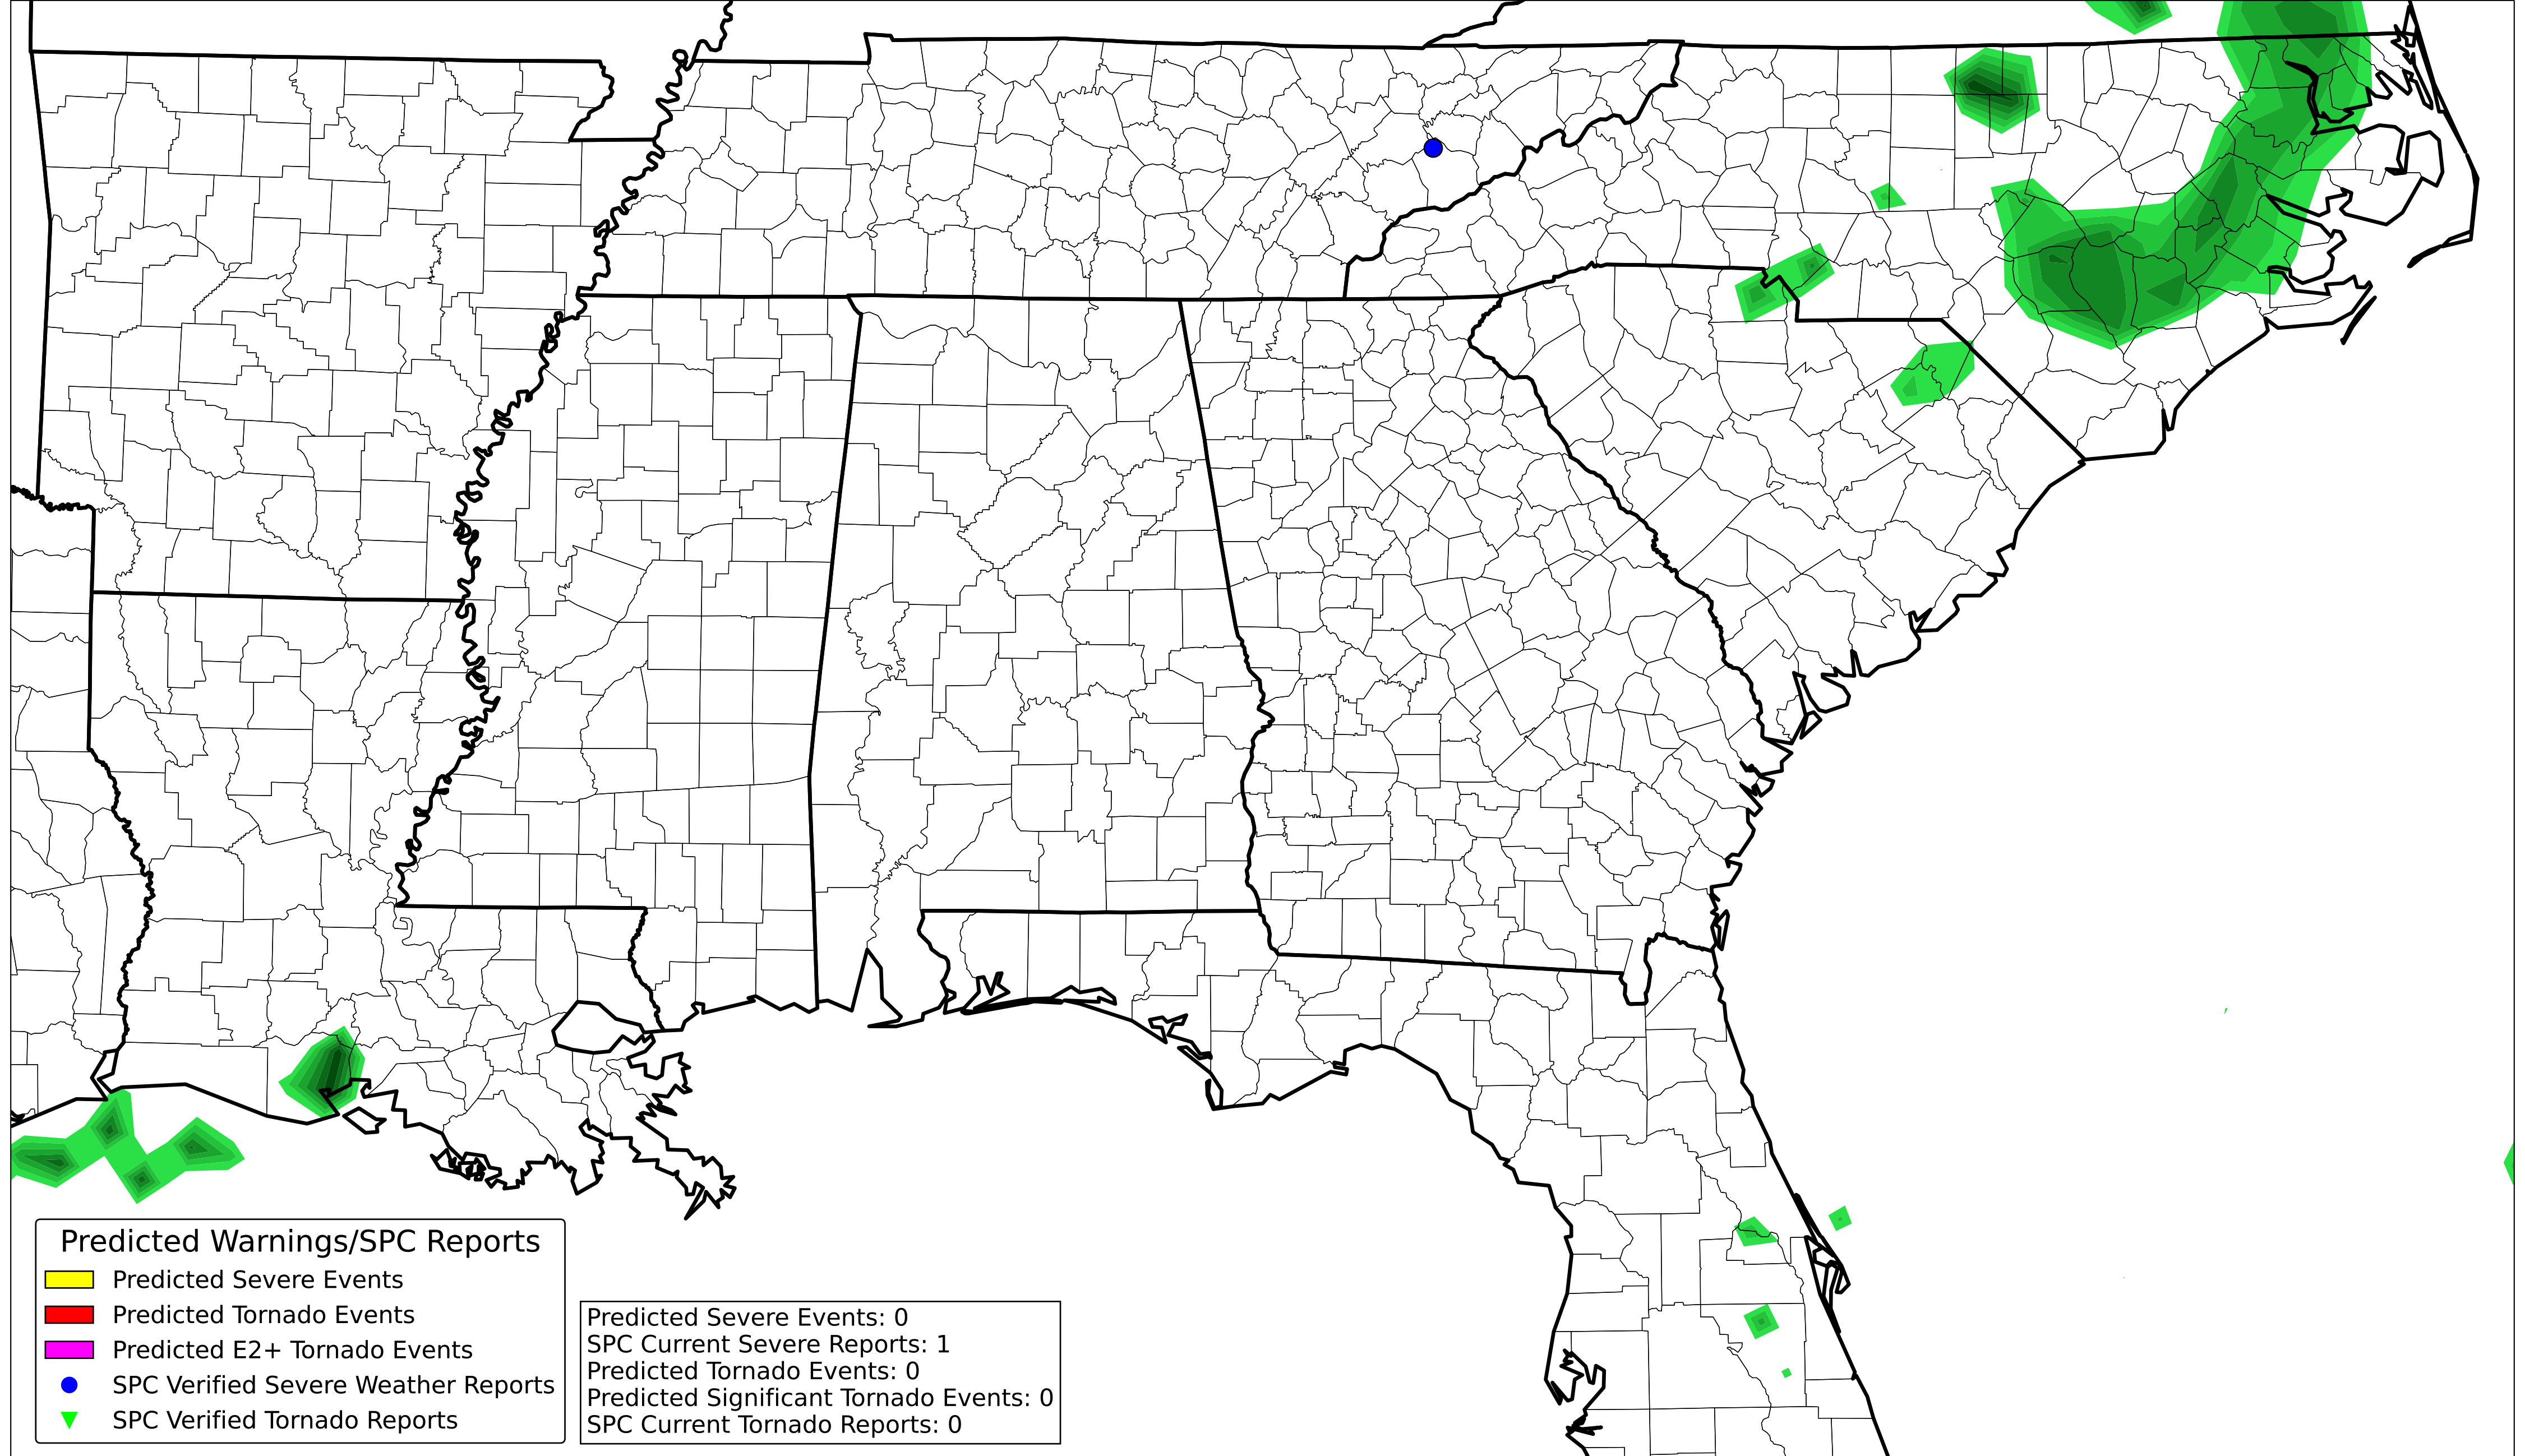 Predicted Warnings/SPC Reports
Predicted Severe Events
Predicted Tornado Events
Predicted E2+ Tornado Events
SPC Verified Severe Weather Reports
SPC Verified Tornado Reports
Predicted Severe Events: 0
SPC Current Severe Reports: 1
Predicted Tornado Events: 0
Predicted Significant Tornado Events: 0
SPC Current Tornado Reports: 0